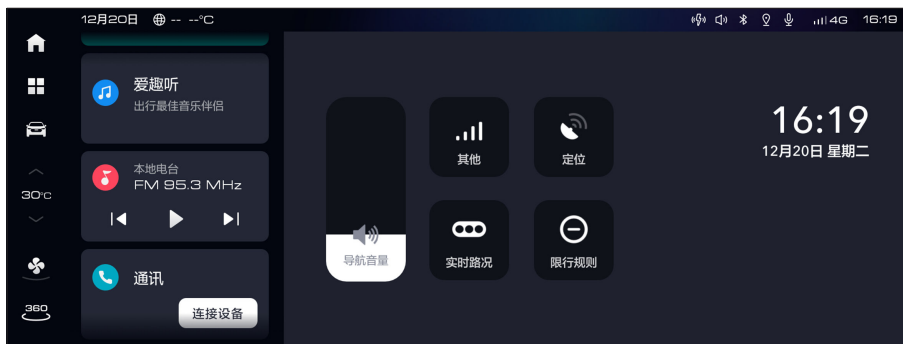 12月20日 -- --°C
4G 16:19
爱趣听
出行最佳音乐伴侣
本地电台
FM 95.3 MHz
30°C
通讯
连接设备
360
导航音量
其他
定位
实时路况
限行规则
16:19
12月20日 星期二